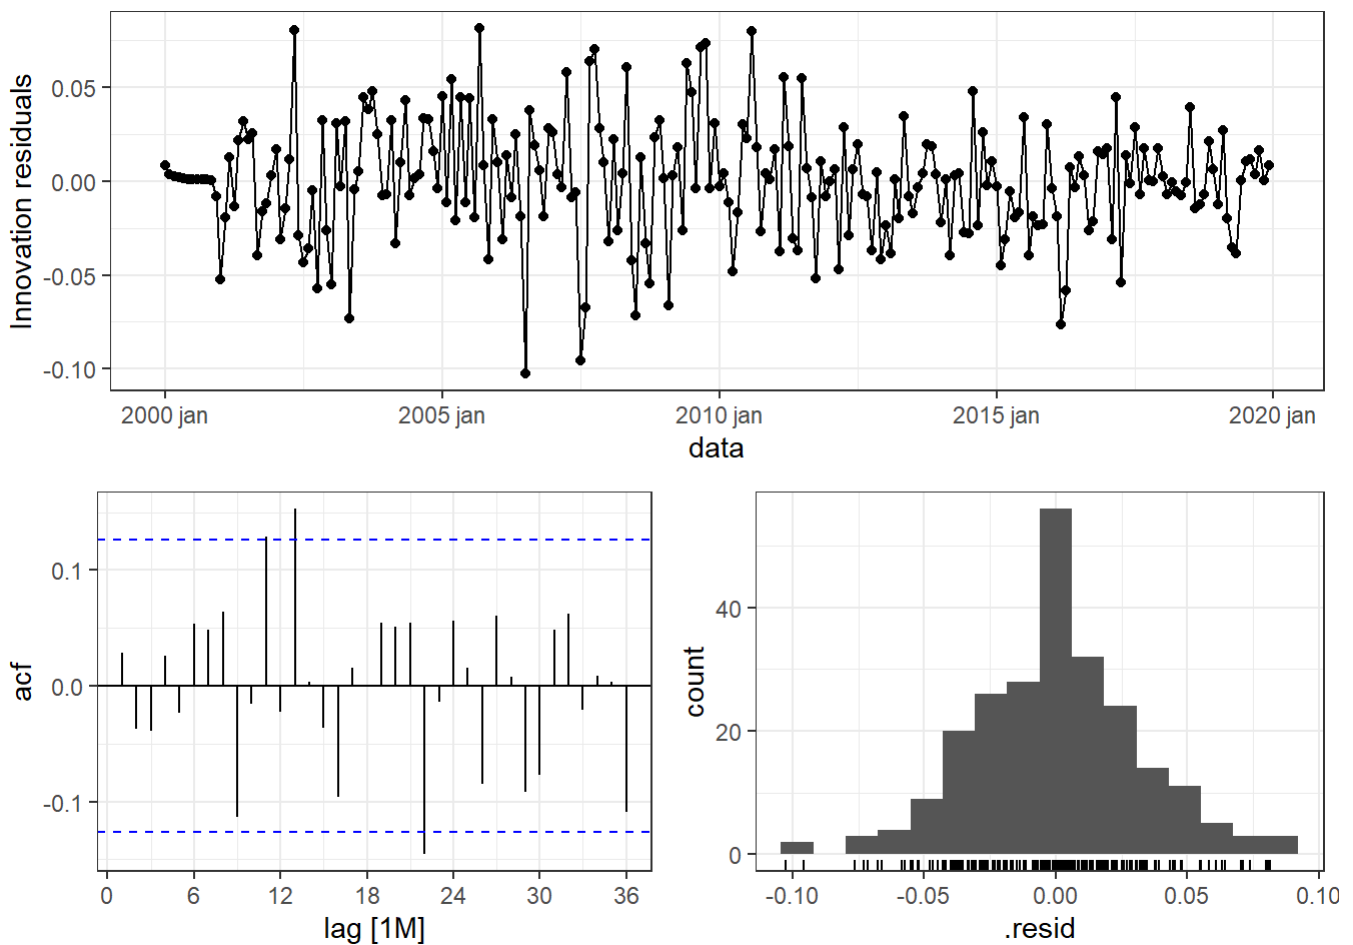 Innovation residuals
0.05
0.00
-0.05
-0.10
2000 jan 2005 jan 2010 jan 2015 jan 2020 jan
data
acf
0.1
0.0
-0.1
0 6 12 18 24 30 36
lag [1M]
count
40
20
0
-0.10 -0.05 0.00 0.05 0.10
.resid